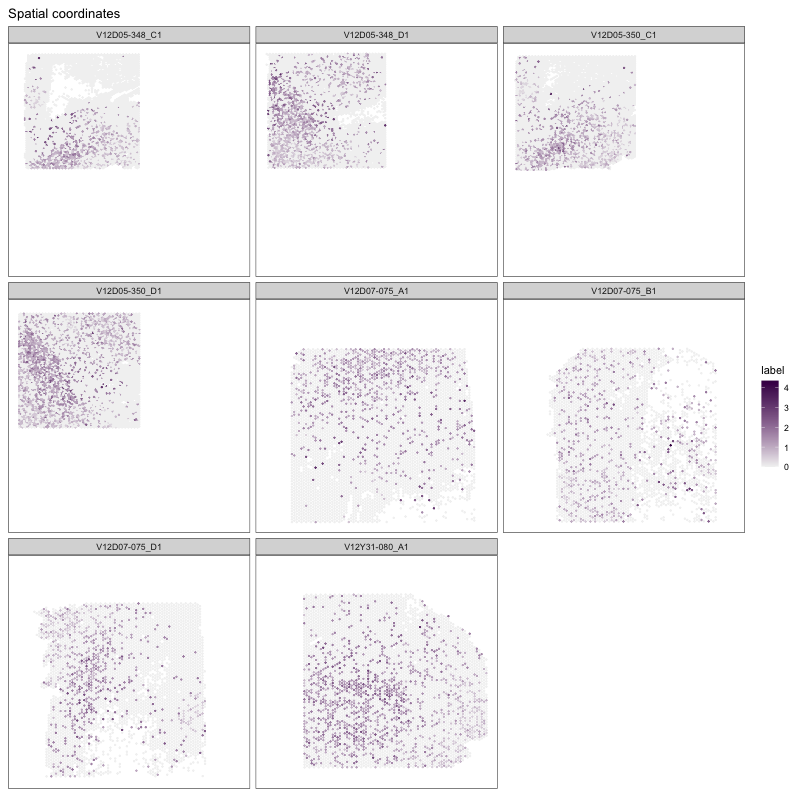 Spatial coordinates
V12D05-348_C1
V12D05-348_D1
V12D05-350_C1
V12D05-350_D1
V12D07-075_A1
V12D07-075_B1
label
4
3
2
1
0
V12D07-075_D1
V12Y31-080_A1